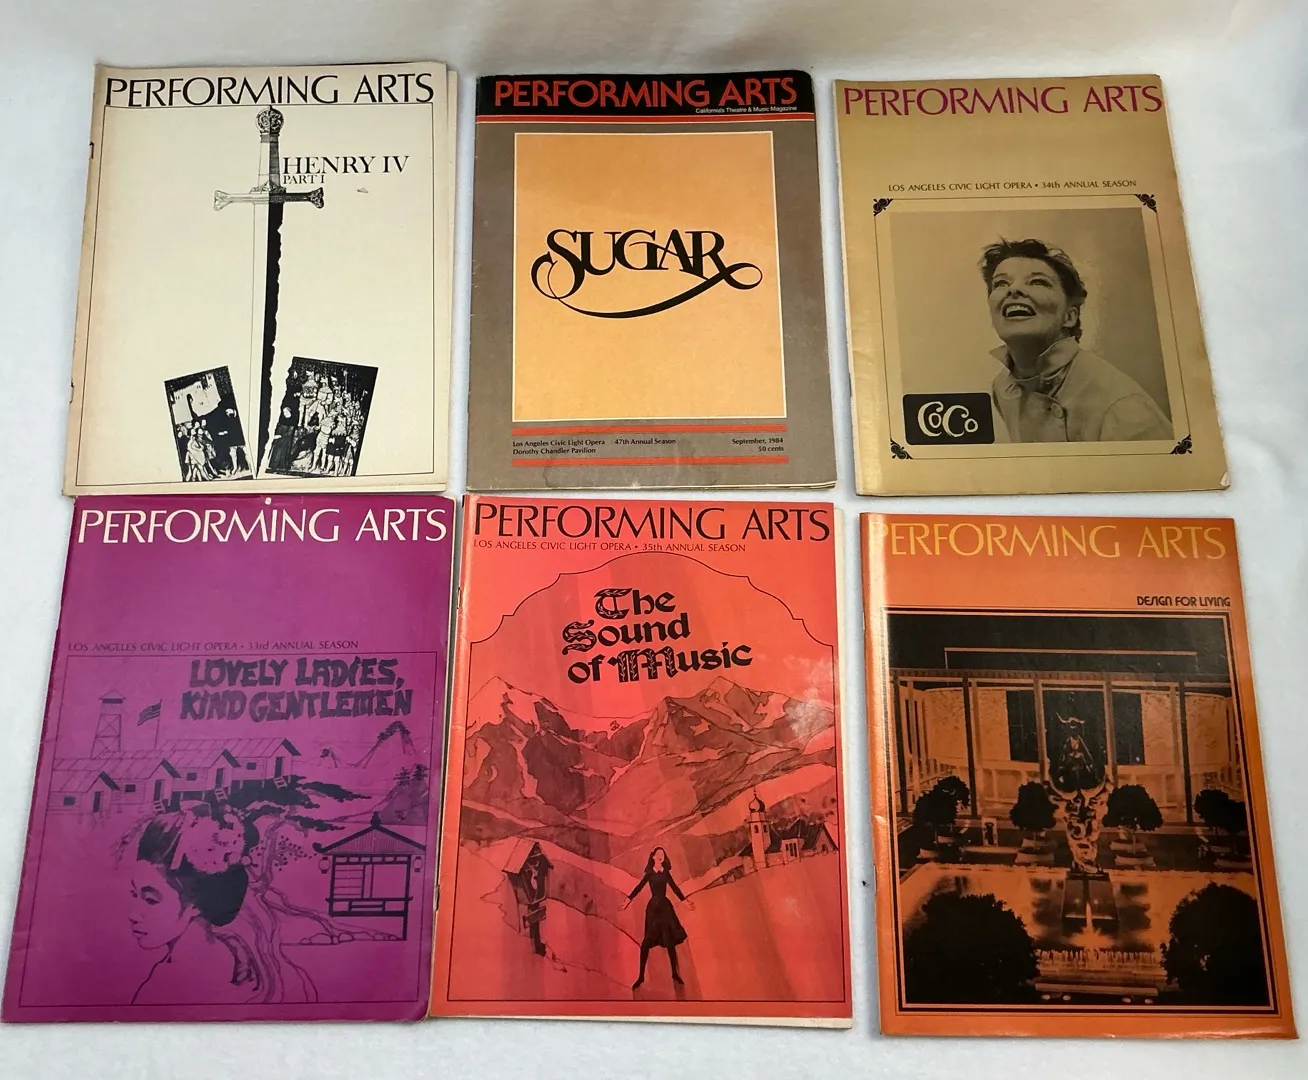 PERFORMING ARTS
HENRY IV
PART I
PERFORMING ARTS
California's Theatre & Music Magazine
SUGAR
Los Angeles Civic Light Opera 47th Annual Season
Dorothy Chandler Pavilion
September, 1984
50 cents
PERFORMING ARTS
LOS ANGELES CIVIC LIGHT OPERA • 34th ANNUAL SEASON
COCO
PERFORMING ARTS
LOS ANGELES CIVIC LIGHT OPERA • 33rd ANNUAL SEASON
LOVELY LADIES,
KIND GENTLEMEN
PERFORMING ARTS
LOS ANGELES CIVIC LIGHT OPERA • 35th ANNUAL SEASON
The
Sound
of Music
PERFORMING ARTS
DESIGN FOR LIVING